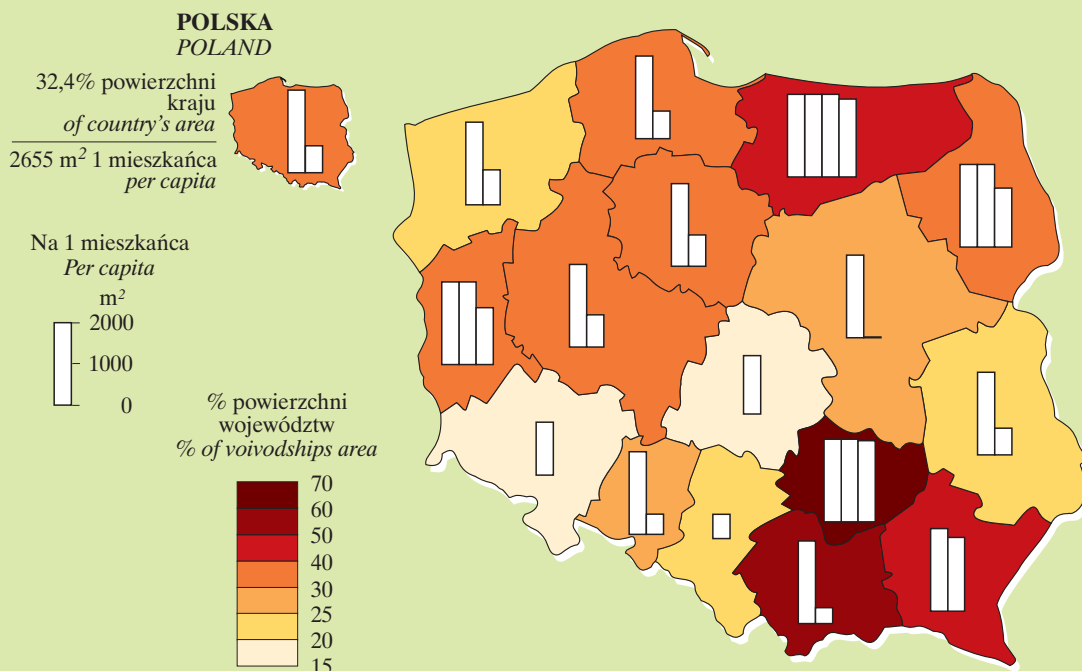 POLSKA
POLAND
32,4% powierzchni
kraju
of country's area
2655 m² 1 mieszkańca
per capita
Na 1 mieszkańca
Per capita
m²
2000
1000
0
% powierzchni
województw
% of voivodships area
70
60
50
40
30
25
20
15